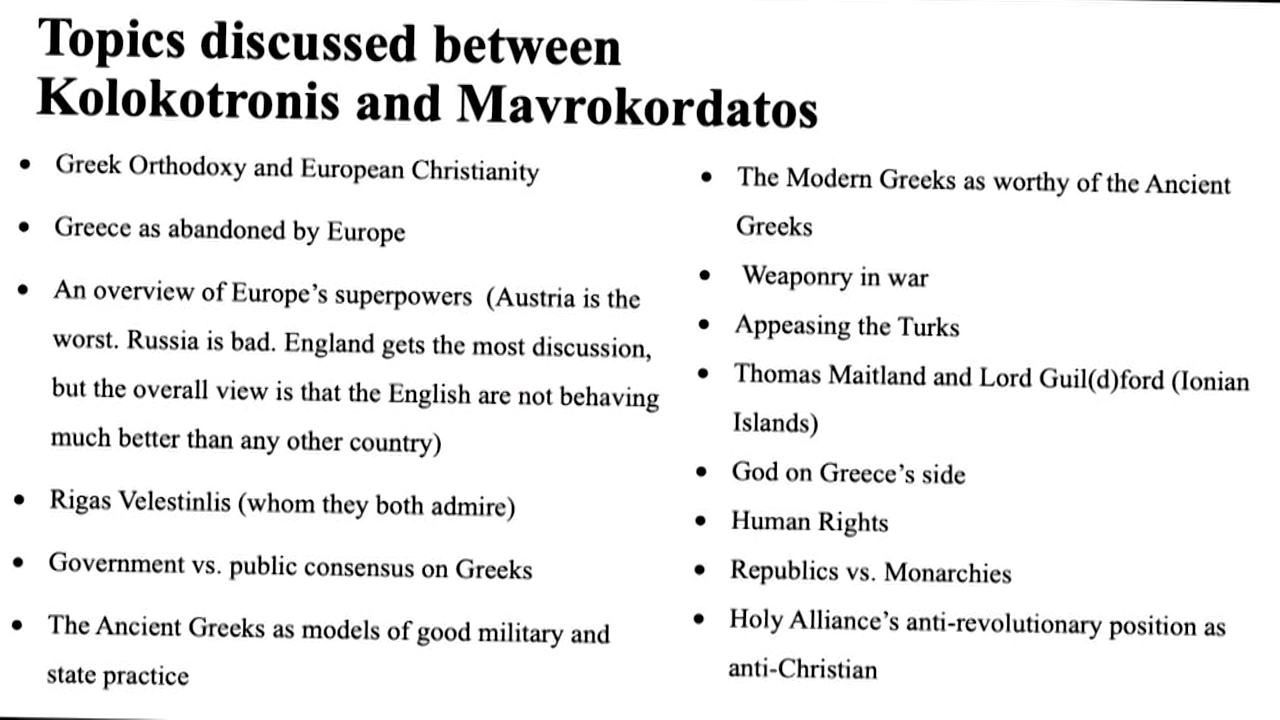 Topics discussed between
Kolokotronis and Mavrokordatos
• Greek Orthodoxy and European Christianity
• Greece as abandoned by Europe
• An overview of Europe’s superpowers (Austria is the
worst. Russia is bad. England gets the most discussion,
but the overall view is that the English are not behaving
much better than any other country)
• Rigas Velestinlis (whom they both admire)
• Government vs. public consensus on Greeks
• The Ancient Greeks as models of good military and
state practice
• The Modern Greeks as worthy of the Ancient
Greeks
• Weaponry in war
• Appeasing the Turks
• Thomas Maitland and Lord Guil(d)ford (Ionian
Islands)
• God on Greece’s side
• Human Rights
• Republics vs. Monarchies
• Holy Alliance’s anti-revolutionary position as
anti-Christian